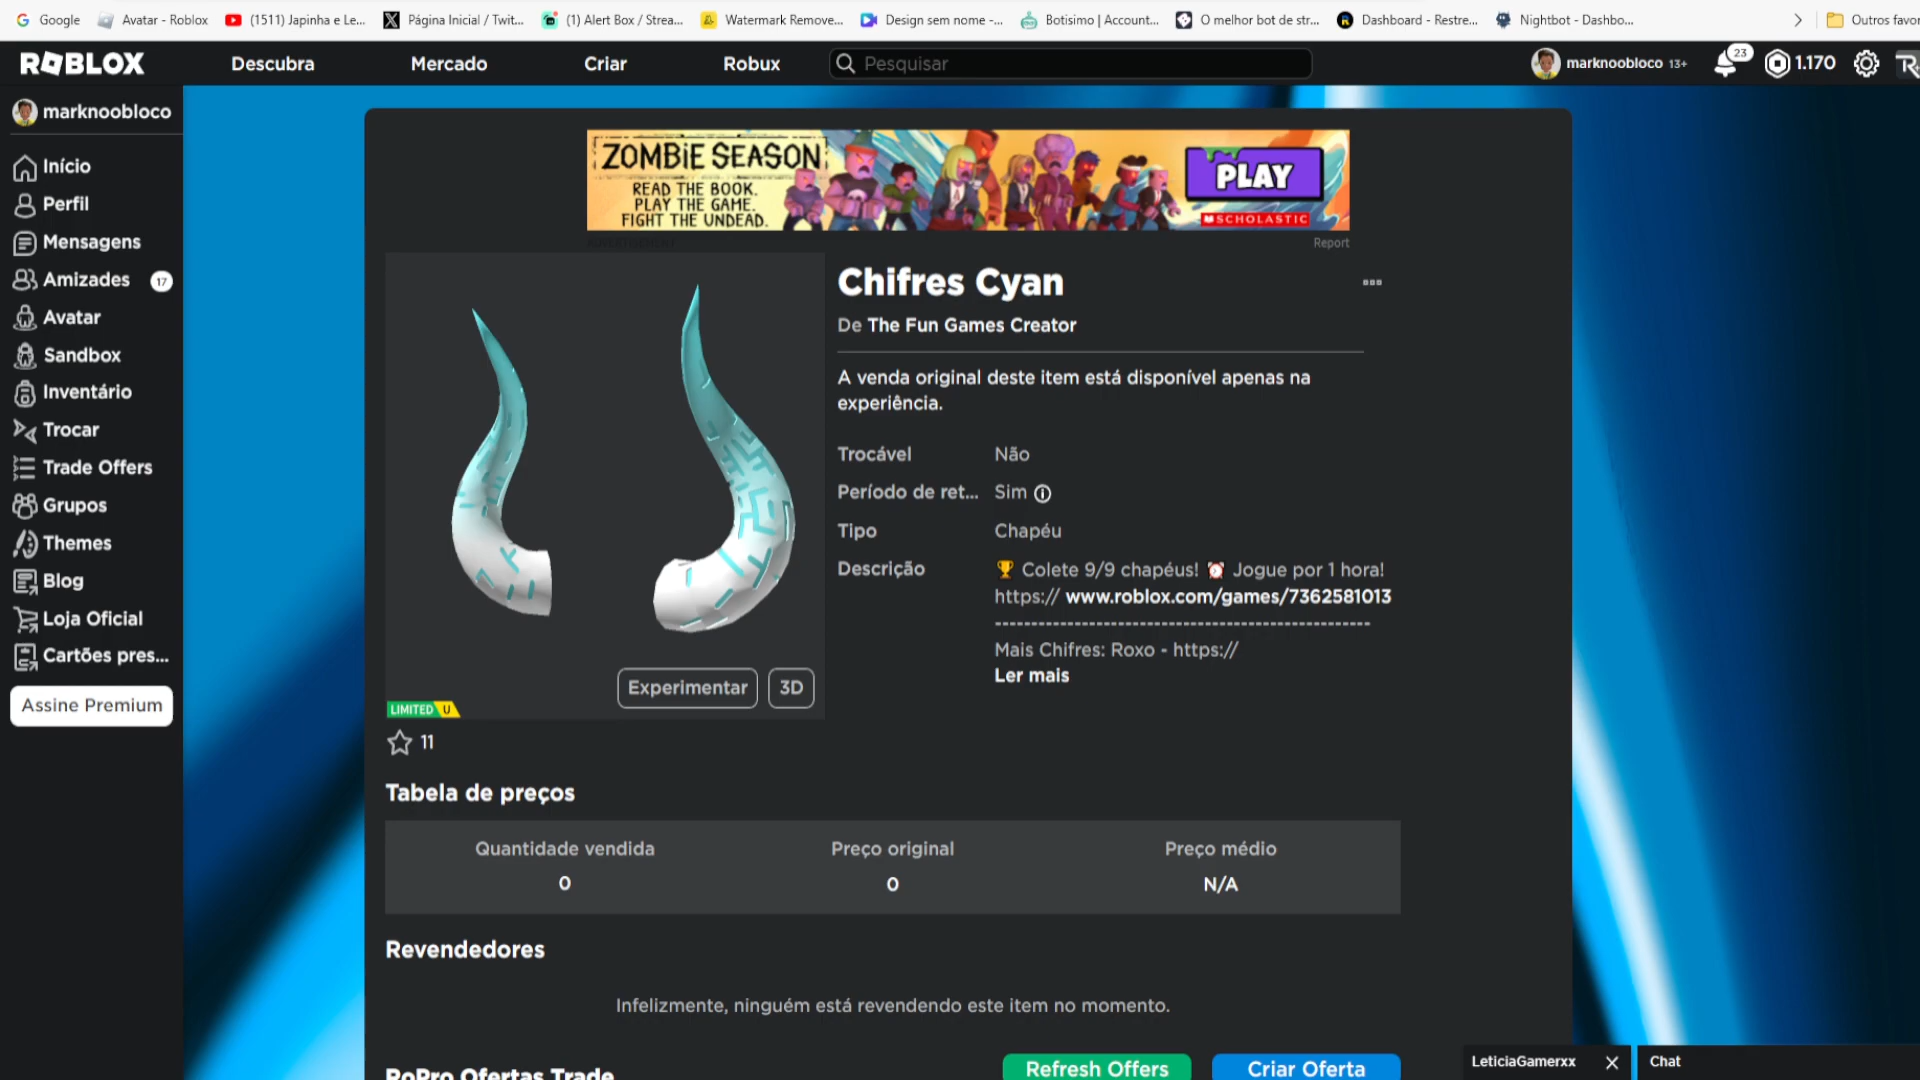 Google
Avatar - Roblox
(1511) Japinha e Le...
Página Inicial / Twit...
(1) Alert Box / Strea...
Watermark Remove...
Design sem nome -...
Botisimo | Account...
O melhor bot de str...
Dashboard - Restre...
Nightbot - Dashbo...
Outros favor
ROBLOX
Descubra
Mercado
Criar
Robux
Pesquisar
marknoobloco 13+
23
1.170
marknoobloco
Início
Perfil
Mensagens
Amizades 17
Avatar
Sandbox
Inventário
Trocar
Trade Offers
Grupos
Themes
Blog
Loja Oficial
Cartões pres...
Assine Premium
ZOMBIE SEASON
READ THE BOOK.
PLAY THE GAME.
FIGHT THE UNDEAD.
PLAY
SCHOLASTIC
ADVERTISEMENT
Report
Chifres Cyan
De The Fun Games Creator
A venda original deste item está disponível apenas na
experiência.
Trocável Não
Período de ret... Sim
Tipo Chapéu
Descrição 🏆 Colete 9/9 chapéus! ⏰ Jogue por 1 hora!
https:// www.roblox.com/games/7362581013
----------------------------------------------------
Mais Chifres: Roxo - https://
Ler mais
Experimentar
3D
LIMITED U
11
Tabela de preços
Quantidade vendida
0
Preço original
0
Preço médio
N/A
Revendedores
Infelizmente, ninguém está revendendo este item no momento.
RoPro Ofertas Trade
Refresh Offers
Criar Oferta
LeticiaGamerxx
Chat